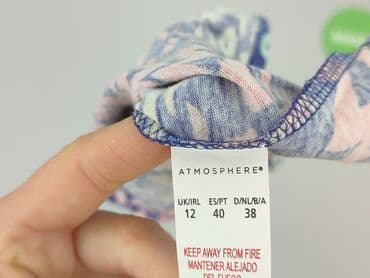 ATMOSPHERE®
UK/IRL ES/PT D/NL/B/A
12 40 38
KEEP AWAY FROM FIRE
MANTENER ALEJADO
DEL FUEGO